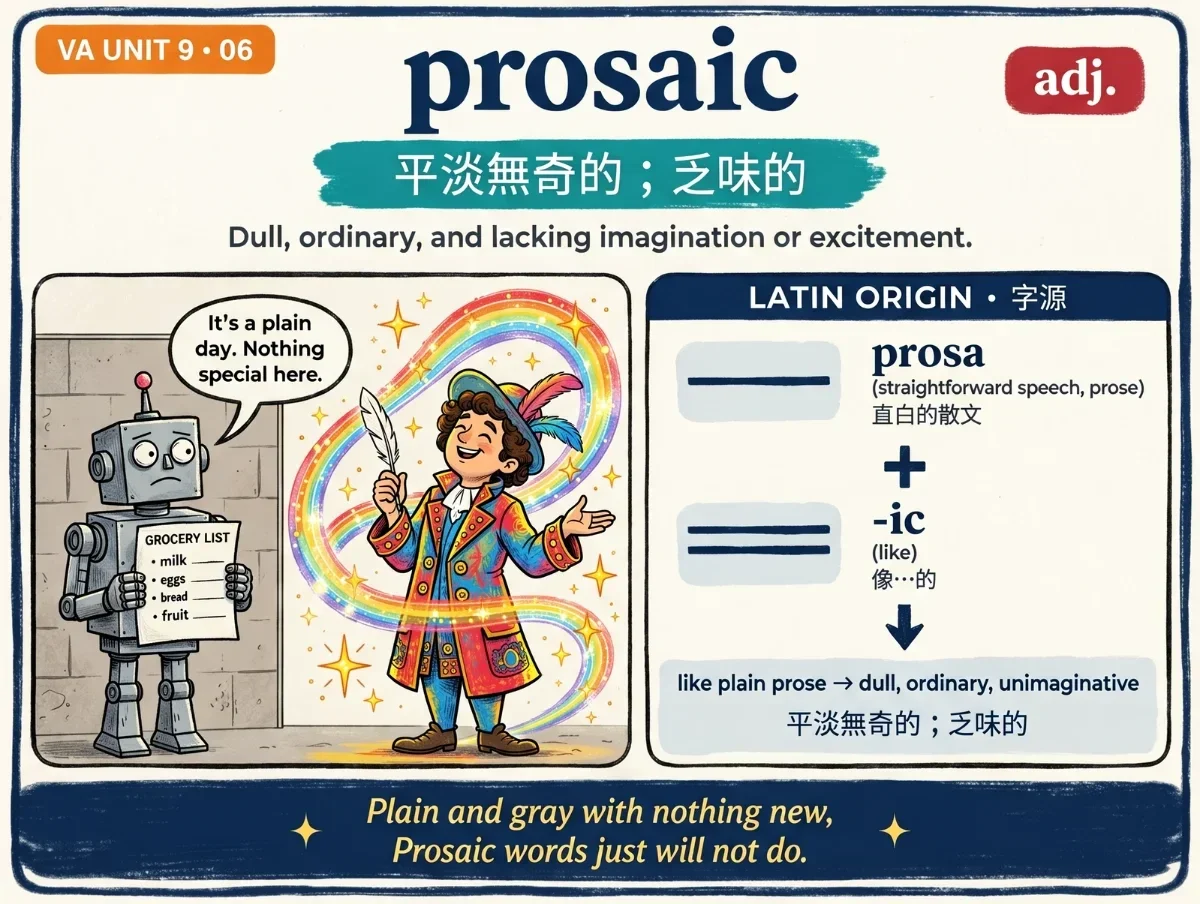 VA UNIT 9 • 06
prosaic
adj.
平淡無奇的；乏味的
Dull, ordinary, and lacking imagination or excitement.
It's a plain
day. Nothing
special here.
GROCERY LIST
• milk
• eggs
• bread
• fruit
LATIN ORIGIN • 字源
prosa
(straightforward speech, prose)
直白的散文
+
-ic
(like)
像…的
like plain prose → dull, ordinary, unimaginative
平淡無奇的；乏味的
Plain and gray with nothing new,
Prosaic words just will not do.